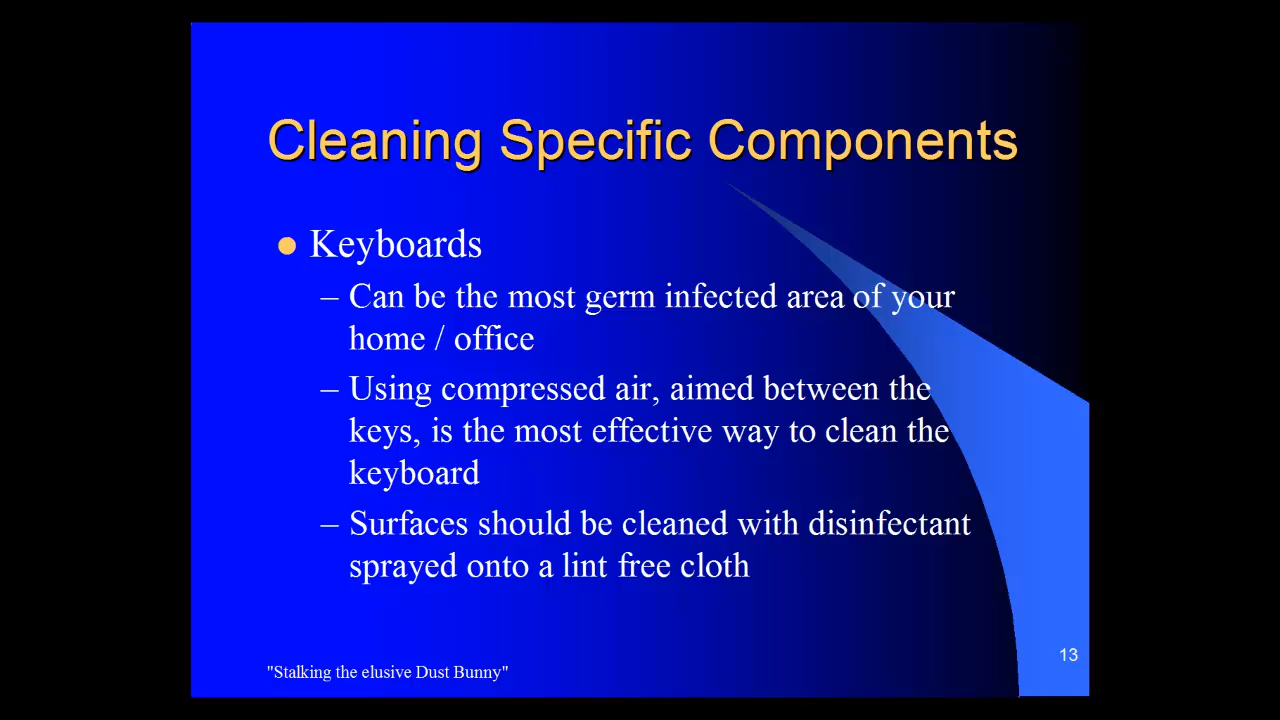 Cleaning Specific Components
Keyboards
– Can be the most germ infected area of your
home / office
– Using compressed air, aimed between the
keys, is the most effective way to clean the
keyboard
– Surfaces should be cleaned with disinfectant
sprayed onto a lint free cloth
"Stalking the elusive Dust Bunny"
13